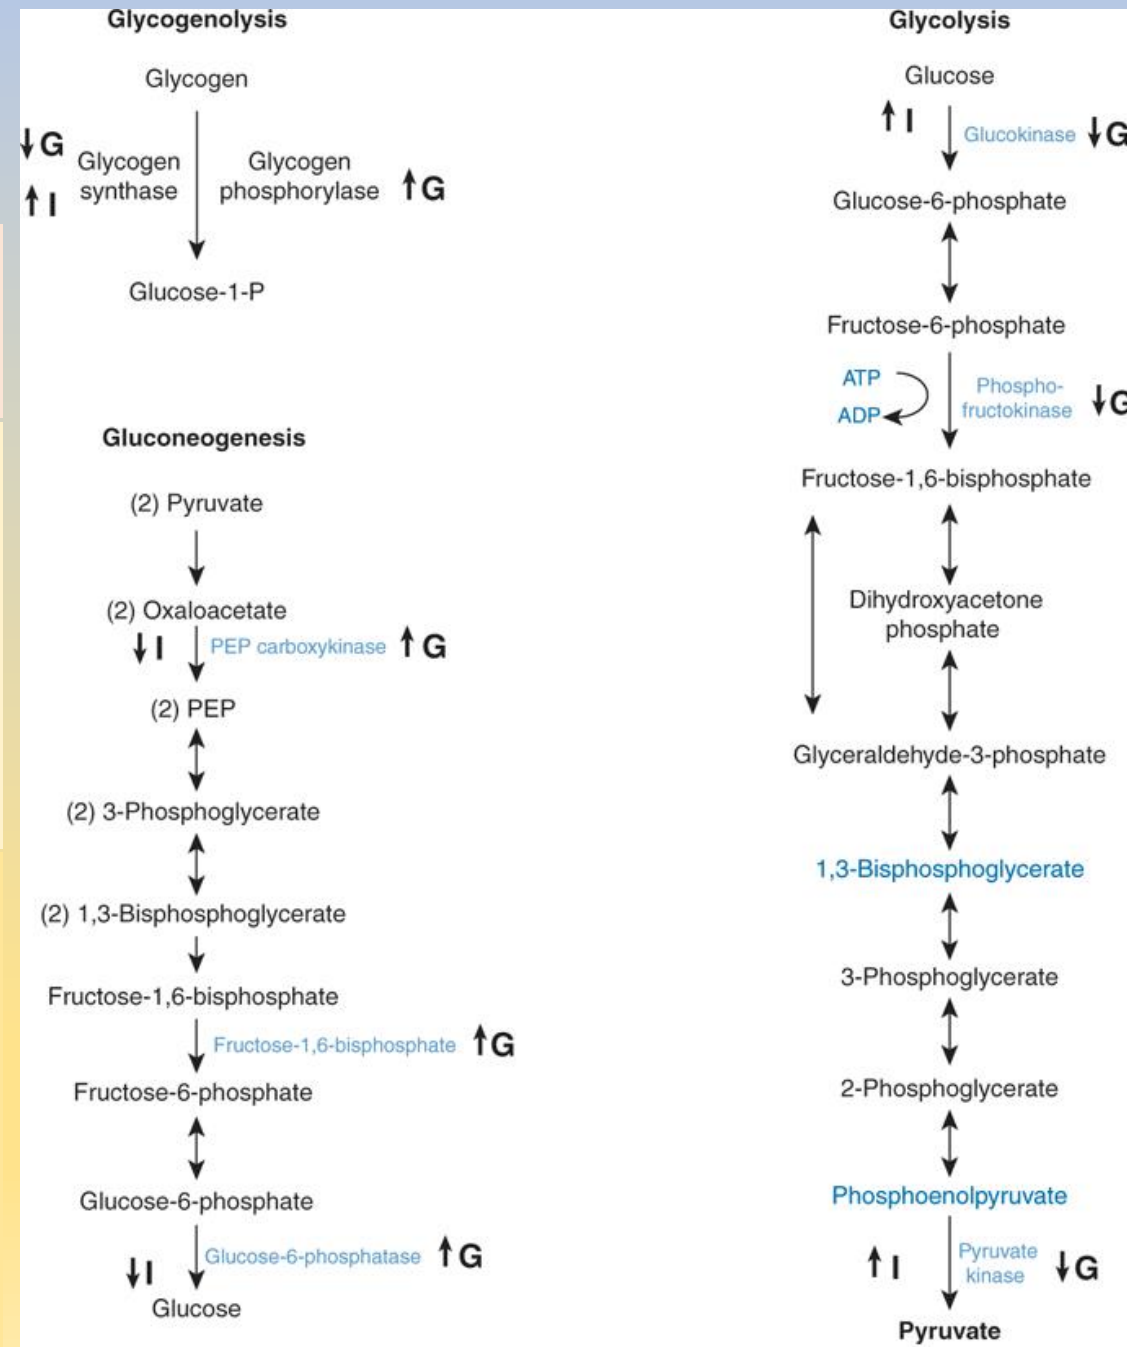 Glycogenolysis
Glycogen
↓G
↑I
Glycogen
synthase
Glycogen
phosphorylase ↑G
Glucose-1-P
Gluconeogenesis
(2) Pyruvate
(2) Oxaloacetate
↓I PEP carboxykinase ↑G
(2) PEP
(2) 3-Phosphoglycerate
(2) 1,3-Bisphosphoglycerate
Fructose-1,6-bisphosphate
Fructose-1,6-bisphosphate ↑G
Fructose-6-phosphate
Glucose-6-phosphate
↓I Glucose-6-phosphatase ↑G
Glucose
Glycolysis
Glucose
↑I Glucokinase ↓G
Glucose-6-phosphate
Fructose-6-phosphate
ATP
ADP
Phospho-
fructokinase ↓G
Fructose-1,6-bisphosphate
Dihydroxyacetone
phosphate
Glyceraldehyde-3-phosphate
1,3-Bisphosphoglycerate
3-Phosphoglycerate
2-Phosphoglycerate
Phosphoenolpyruvate
↑I Pyruvate
kinase ↓G
Pyruvate